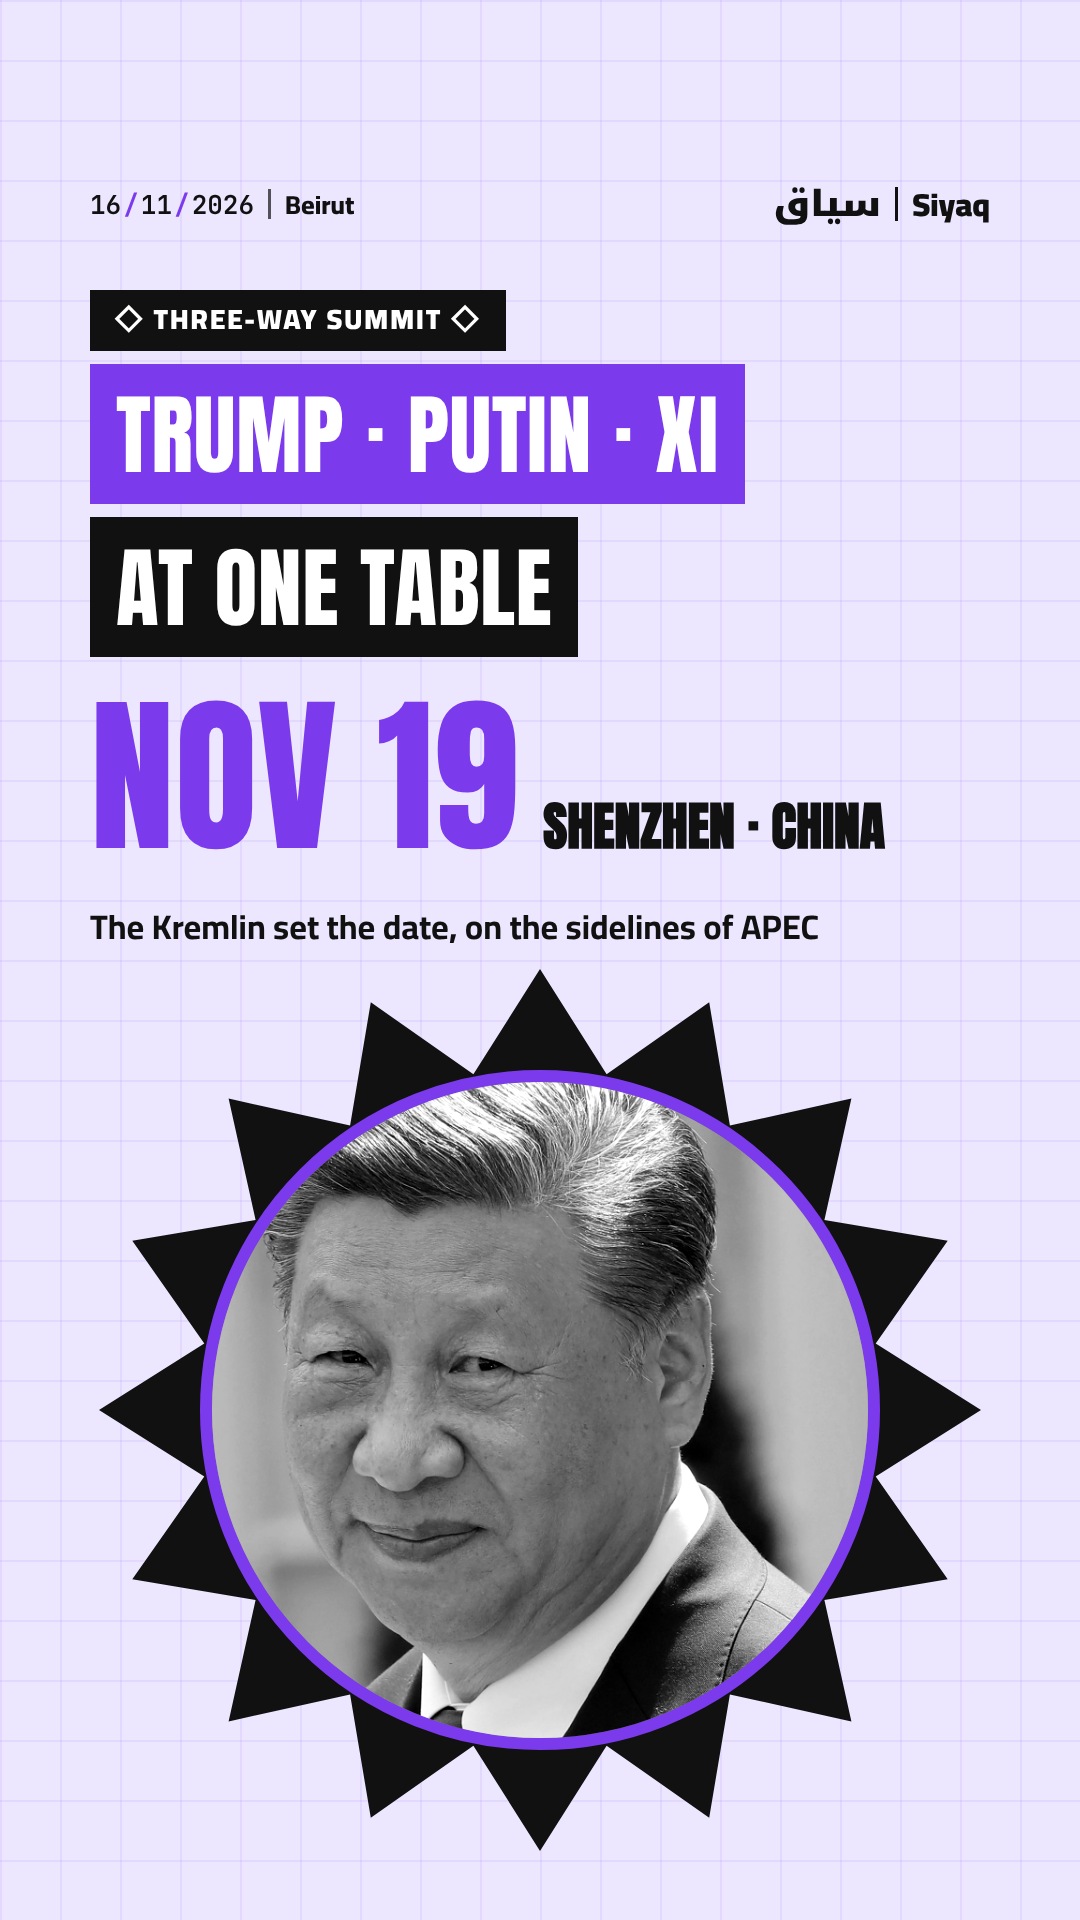 16/11/2026 | Beirut
سياق | Siyaq
◇ THREE-WAY SUMMIT ◇
TRUMP · PUTIN · XI
AT ONE TABLE
NOV 19 SHENZHEN · CHINA
The Kremlin set the date, on the sidelines of APEC